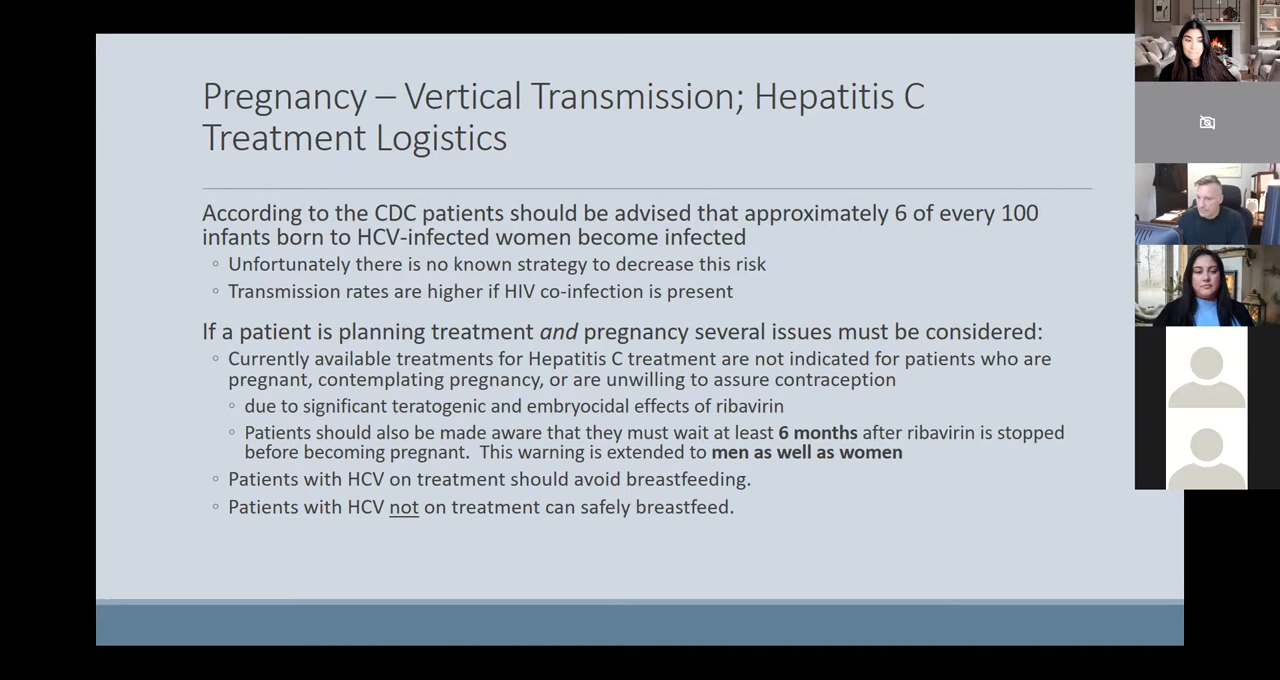 Pregnancy – Vertical Transmission; Hepatitis C
Treatment Logistics
According to the CDC patients should be advised that approximately 6 of every 100
infants born to HCV-infected women become infected
◦ Unfortunately there is no known strategy to decrease this risk
◦ Transmission rates are higher if HIV co-infection is present
If a patient is planning treatment and pregnancy several issues must be considered:
◦ Currently available treatments for Hepatitis C treatment are not indicated for patients who are
pregnant, contemplating pregnancy, or are unwilling to assure contraception
◦ due to significant teratogenic and embryocidal effects of ribavirin
◦ Patients should also be made aware that they must wait at least 6 months after ribavirin is stopped
before becoming pregnant.  This warning is extended to men as well as women
◦ Patients with HCV on treatment should avoid breastfeeding.
◦ Patients with HCV not on treatment can safely breastfeed.